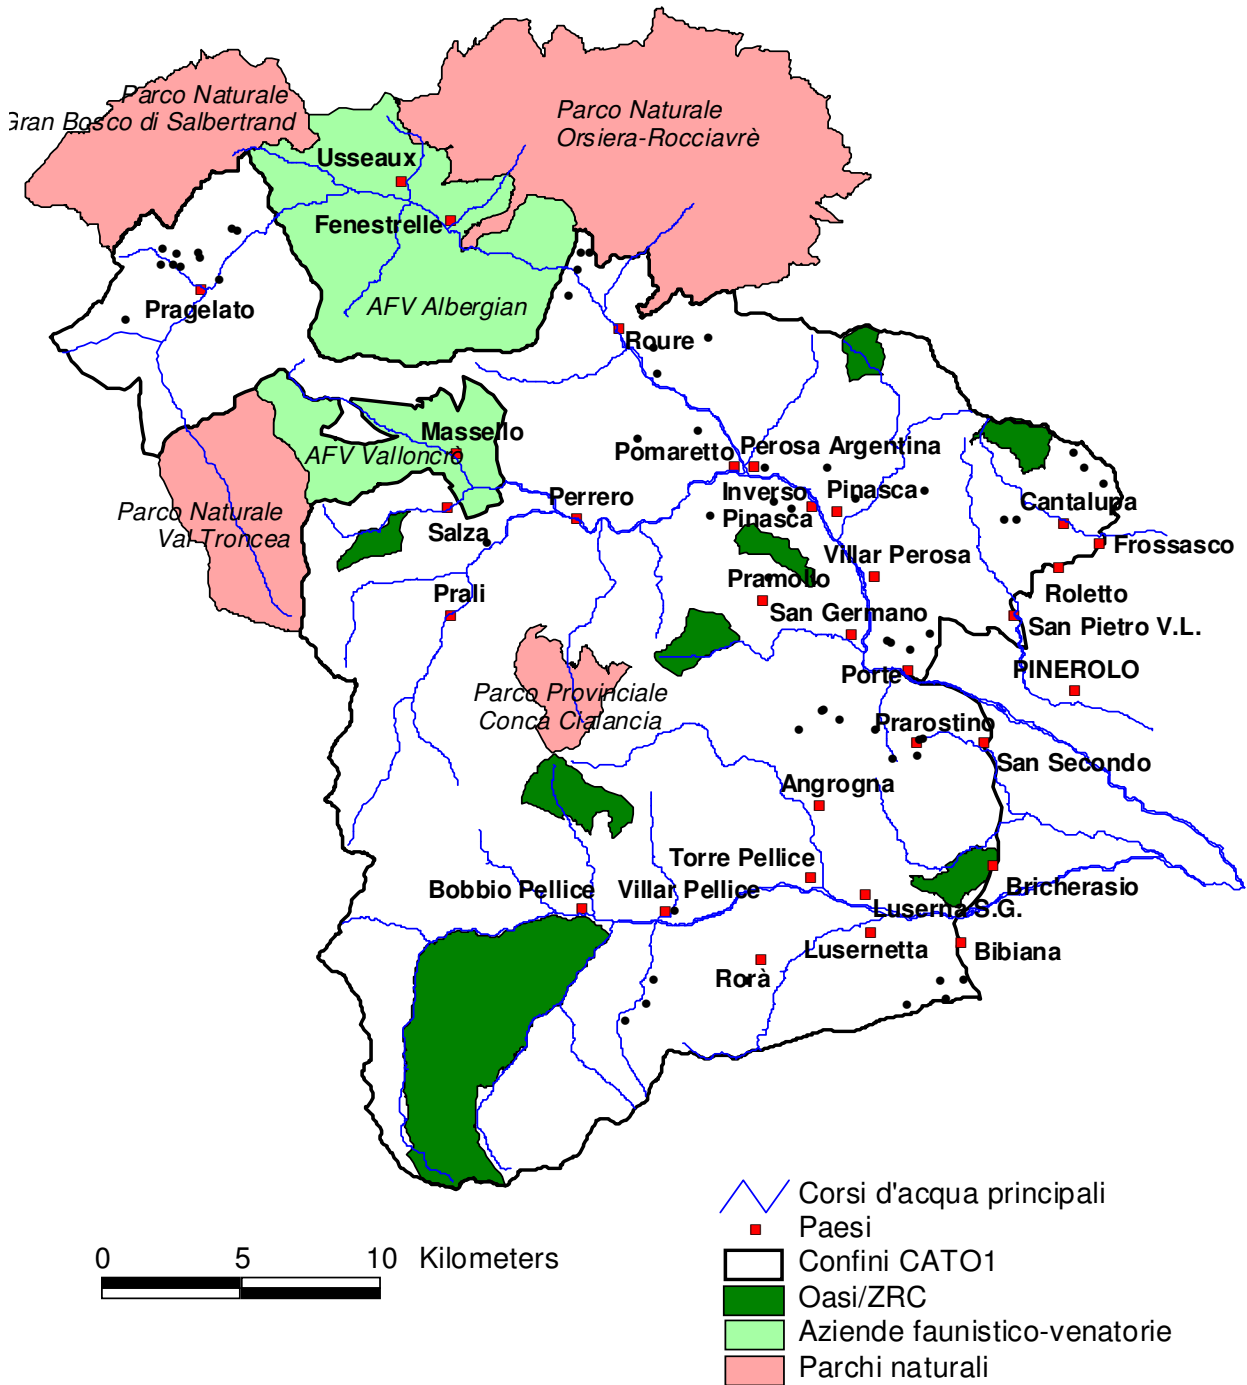 Parco Naturale
Gran Bosco di Salbertrand
Parco Naturale
Orsiera-Rocciavrè
Usseaux
Fenestrelle
AFV Albergian
Pragelato
Roure
Massello
AFV Valloncrò
Pomaretto
Perosa Argentina
Inverso
Pinasca
Pinasca
Cantalupa
Parco Naturale
Val Troncea
Salza
Perrero
Frossasco
Villar Perosa
Roletto
Prali
Pramollo
San Germano
San Pietro V.L.
Porte
PINEROLO
Parco Provinciale
Conca Cialancia
Prarostino
San Secondo
Angrogna
Torre Pellice
Bobbio Pellice
Villar Pellice
Bricherasio
Luserna S.G.
Lusernetta
Bibiana
Rorà
Corsi d'acqua principali
Paesi
0 5 10 Kilometers
Confini CATO1
Oasi/ZRC
Aziende faunistico-venatorie
Parchi naturali